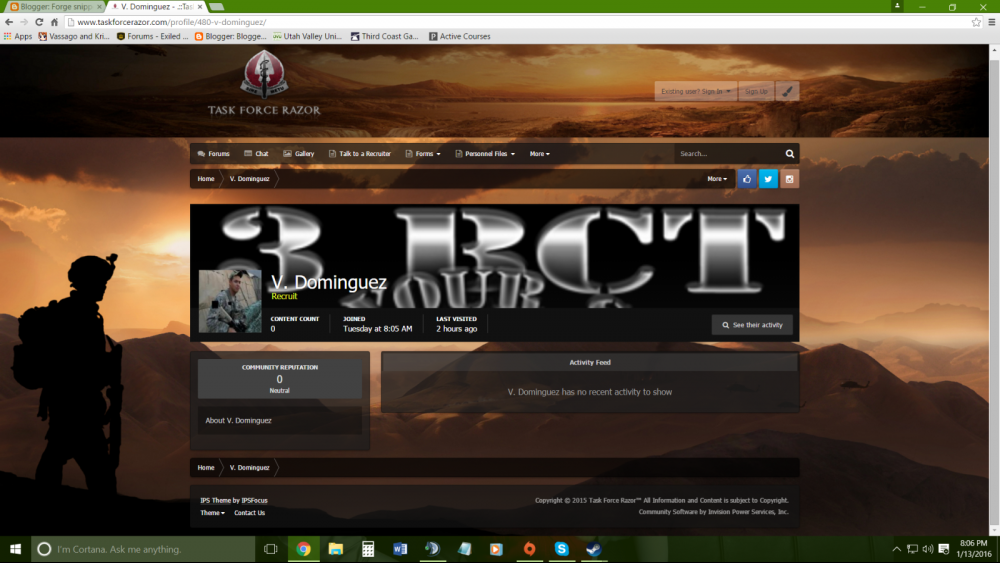 Blogger: Forge snipp
V. Dominguez - .::Tas
www.taskforcerazor.com/profile/480-v-dominguez/
Apps Vassago and Kri... Forums - Exiled ... Blogger: Blogge... Utah Valley Uni... Third Coast Ga... Active Courses
TASK FORCE RAZOR
Existing user? Sign In Sign Up
Forums Chat Gallery Talk to a Recruiter Forms Personnel Files More Search...
Home V. Dominguez More
3 BCT
YOUR
V. Dominguez
Recruit
CONTENT COUNT
0
JOINED
Tuesday at 8:05 AM
LAST VISITED
2 hours ago
See their activity
COMMUNITY REPUTATION
0
Neutral
About V. Dominguez
Activity Feed
V. Dominguez has no recent activity to show
Home V. Dominguez
IPS Theme by IPSFocus
Theme Contact Us
Copyright © 2015 Task Force Razor™ All Information and Content is subject to Copyright.
Community Software by Invision Power Services, Inc.
I'm Cortana. Ask me anything.
8:06 PM
1/13/2016